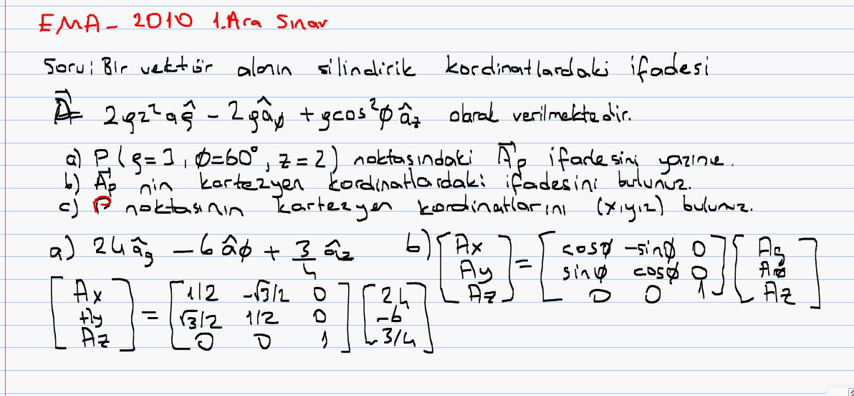 EMA - 2010 1.Ara Sınav
Soru: Bir vektör alanın silindirik kordinatlardaki ifadesi
A⃗ = 2ρz² âρ - 2ρâφ + ρcos²φ âz olarak verilmektedir.
a) P(ρ=3, φ=60°, z=2) noktasındaki A⃗p ifadesini yazınız.
b) A⃗p nin kartezyen kordinatlardaki ifadesini bulunuz.
c) P noktasının kartezyen kordinatlarını (x,y,z) bulunuz.
a) 24âρ - 6âφ + 3/4 âz b) [Ax Ay Az] = [cosφ -sinφ 0 sinφ cosφ 0 0 0 1] [Aρ Aφ Az]
[Ax Ay Az] = [1/2 -√3/2 0 √3/2 1/2 0 0 0 1] [24 -6 3/4]